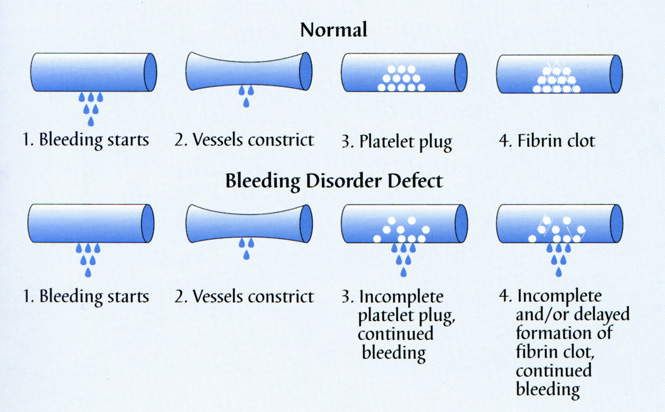 Normal
1. Bleeding starts
2. Vessels constrict
3. Platelet plug
4. Fibrin clot
Bleeding Disorder Defect
1. Bleeding starts
2. Vessels constrict
3. Incomplete
platelet plug,
continued
bleeding
4. Incomplete
and/or delayed
formation of
fibrin clot,
continued
bleeding